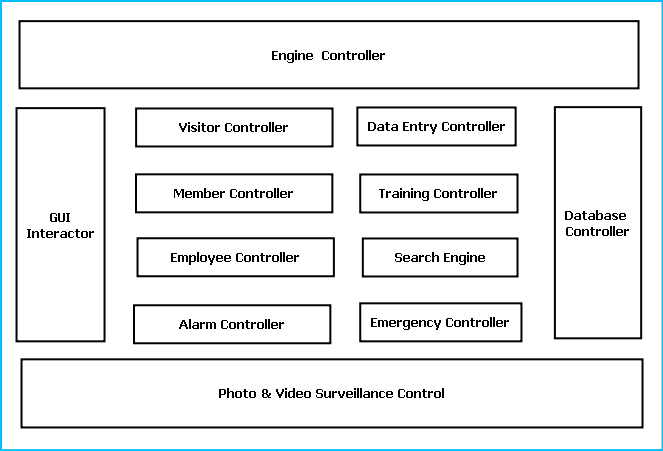 Engine Controller
Visitor Controller
Data Entry Controller
Member Controller
Training Controller
GUI
Interactor
Database
Controller
Employee Controller
Search Engine
Alarm Controller
Emergency Controller
Photo & Video Surveillance Control